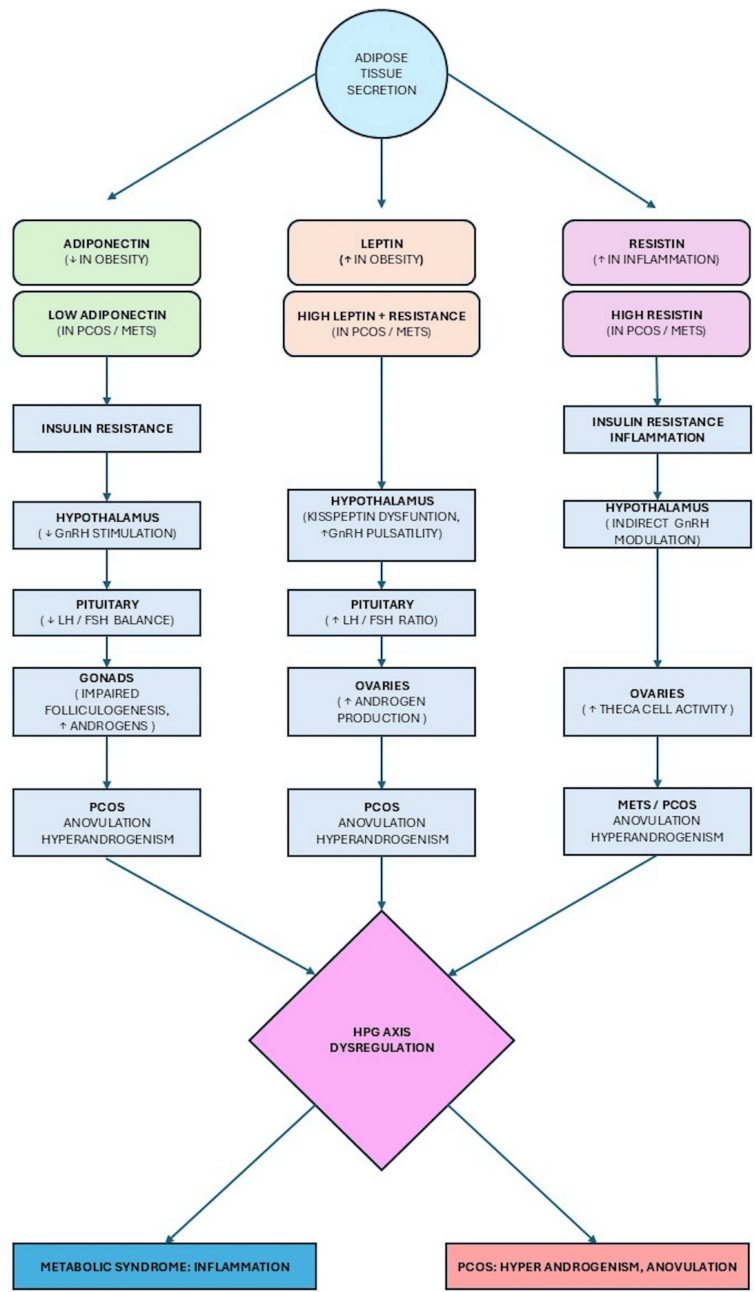 ADIPOSE
TISSUE
SECRETION
ADIPONECTIN
(↓ IN OBESITY)
LEPTIN
(↑ IN OBESITY)
RESISTIN
(↑ IN INFLAMMATION)
LOW ADIPONECTIN
(IN PCOS / METS)
HIGH LEPTIN + RESISTANCE
(IN PCOS / METS)
HIGH RESISTIN
(IN PCOS / METS)
INSULIN RESISTANCE
INSULIN RESISTANCE
INFLAMMATION
HYPOTHALAMUS
( ↓ GnRH STIMULATION)
HYPOTHALAMUS
(KISSPEPTIN DYSFUNTION,
↑GnRH PULSATILITY)
HYPOTHALAMUS
( INDIRECT GnRH
MODULATION)
PITUITARY
( ↓ LH / FSH BALANCE)
PITUITARY
( ↑ LH / FSH RATIO)
GONADS
( IMPAIRED
FOLLICULOGENESIS,
↑ ANDROGENS )
OVARIES
( ↑ ANDROGEN
PRODUCTION )
OVARIES
( ↑ THECA CELL ACTIVITY )
PCOS
ANOVULATION
HYPERANDROGENISM
PCOS
ANOVULATION
HYPERANDROGENISM
METS / PCOS
ANOVULATION
HYPERANDROGENISM
HPG AXIS
DYSREGULATION
METABOLIC SYNDROME: INFLAMMATION
PCOS: HYPER ANDROGENISM, ANOVULATION